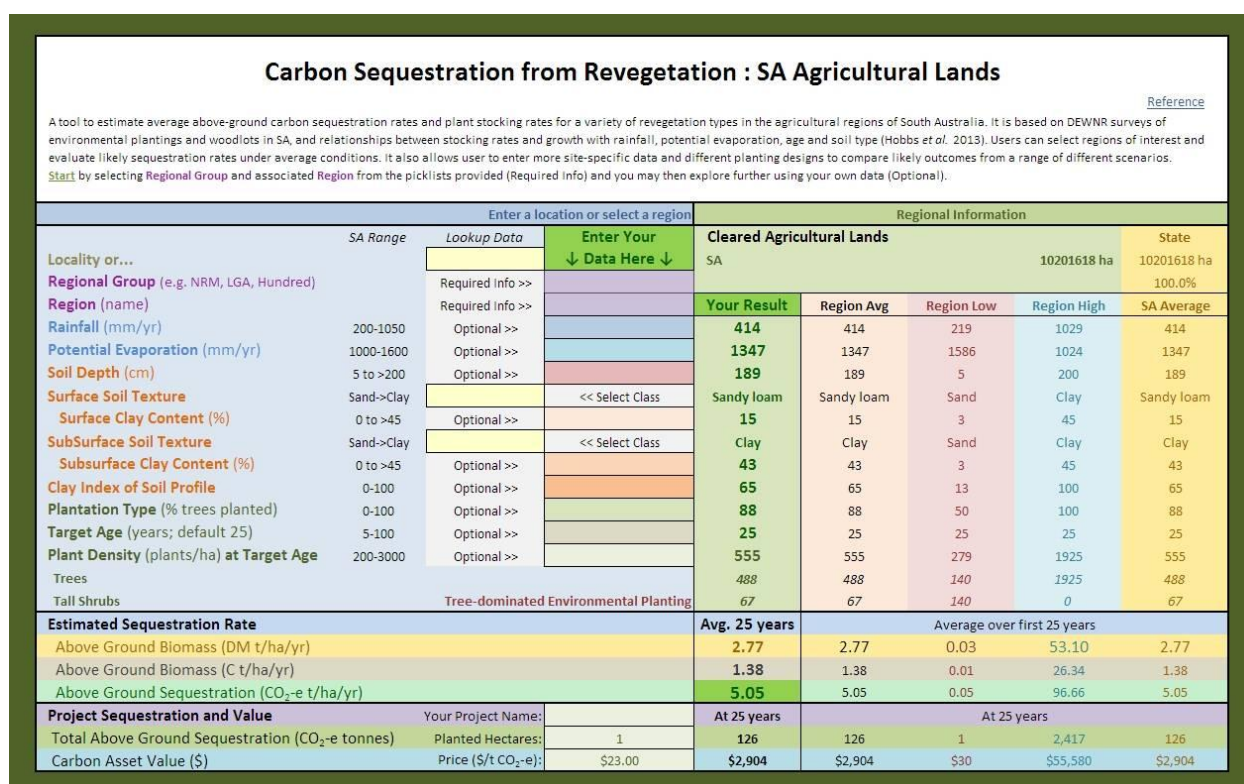 Carbon Sequestration from Revegetation : SA Agricultural Lands
Reference
A tool to estimate average above-ground carbon sequestration rates and plant stocking rates for a variety of revegetation types in the agricultural regions of South Australia. It is based on DEWNR surveys of
environmental plantings and woodlots in SA, and relationships between stocking rates and growth with rainfall, potential evaporation, age and soil type (Hobbs et al. 2013). Users can select regions of interest and
evaluate likely sequestration rates under average conditions. It also allows user to enter more site-specific data and different planting designs to compare likely outcomes from a range of different scenarios.
Start by selecting Regional Group and associated Region from the picklists provided (Required Info) and you may then explore further using your own data (Optional).
Enter a location or select a region Regional Information
SA Range Lookup Data Enter Your Cleared Agricultural Lands State
Locality or... ↓ Data Here ↓ SA 10201618 ha 10201618 ha
Regional Group (e.g. NRM, LGA, Hundred) Required Info >> 100.0%
Region (name) Required Info >> Your Result Region Avg Region Low Region High SA Average
Rainfall (mm/yr) 200-1050 Optional >> 414 414 219 1029 414
Potential Evaporation (mm/yr) 1000-1600 Optional >> 1347 1347 1586 1024 1347
Soil Depth (cm) 5 to >200 Optional >> 189 189 5 200 189
Surface Soil Texture Sand->Clay << Select Class Sandy loam Sandy loam Sand Clay Sandy loam
Surface Clay Content (%) 0 to >45 Optional >> 15 15 3 45 15
SubSurface Soil Texture Sand->Clay << Select Class Clay Clay Sand Clay Clay
Subsurface Clay Content (%) 0 to >45 Optional >> 43 43 3 45 43
Clay Index of Soil Profile 0-100 Optional >> 65 65 13 100 65
Plantation Type (% trees planted) 0-100 Optional >> 88 88 50 100 88
Target Age (years; default 25) 5-100 Optional >> 25 25 25 25 25
Plant Density (plants/ha) at Target Age 200-3000 Optional >> 555 555 279 1925 555
Trees 488 488 140 1925 488
Tall Shrubs Tree-dominated Environmental Planting 67 67 140 0 67
Estimated Sequestration Rate Avg. 25 years Average over first 25 years
Above Ground Biomass (DM t/ha/yr) 2.77 2.77 0.03 53.10 2.77
Above Ground Biomass (C t/ha/yr) 1.38 1.38 0.01 26.34 1.38
Above Ground Sequestration (CO₂-e t/ha/yr) 5.05 5.05 0.05 96.66 5.05
Project Sequestration and Value Your Project Name: At 25 years At 25 years
Total Above Ground Sequestration (CO₂-e tonnes) Planted Hectares: 1 126 126 1 2,417 126
Carbon Asset Value ($) Price ($/t CO₂-e): $23.00 $2,904 $2,904 $30 $55,580 $2,904